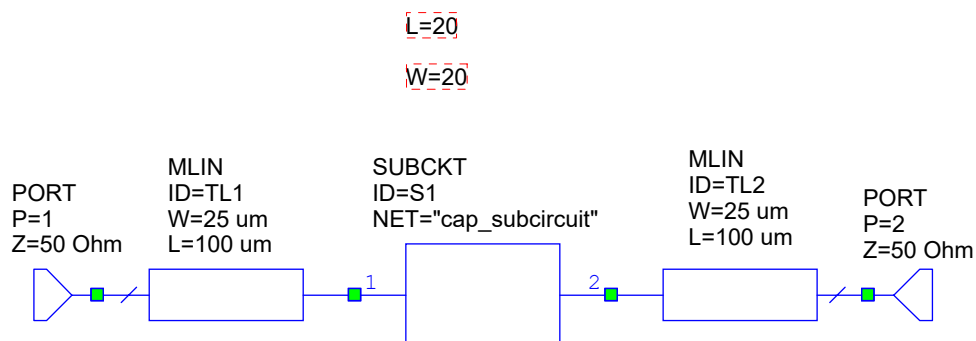 L=20
W=20
PORT
P=1
Z=50 Ohm
MLIN
ID=TL1
W=25 um
L=100 um
SUBCKT
ID=S1
NET="cap_subcircuit"
MLIN
ID=TL2
W=25 um
L=100 um
PORT
P=2
Z=50 Ohm
1
2